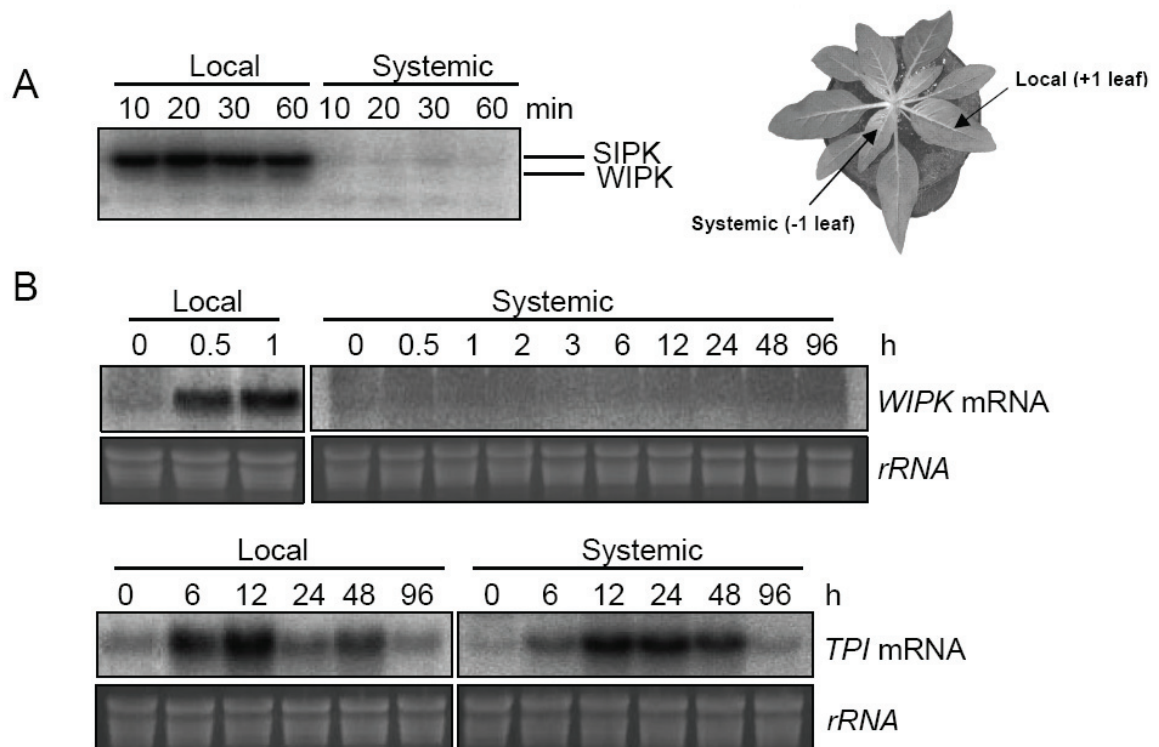 A
Local Systemic
10 20 30 60 10 20 30 60 min
SIPK
WIPK
Local (+1 leaf)
Systemic (-1 leaf)
B
Local Systemic
0 0.5 1 0 0.5 1 2 3 6 12 24 48 96 h
WIPK mRNA
rRNA
Local Systemic
0 6 12 24 48 96 0 6 12 24 48 96 h
TPI mRNA
rRNA